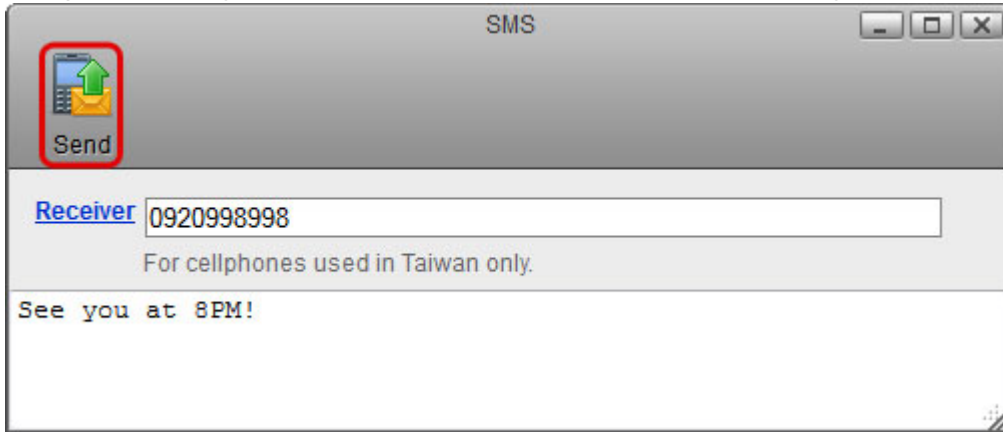 SMS
Send
Receiver 0920998998
For cellphones used in Taiwan only.
See you at 8PM!